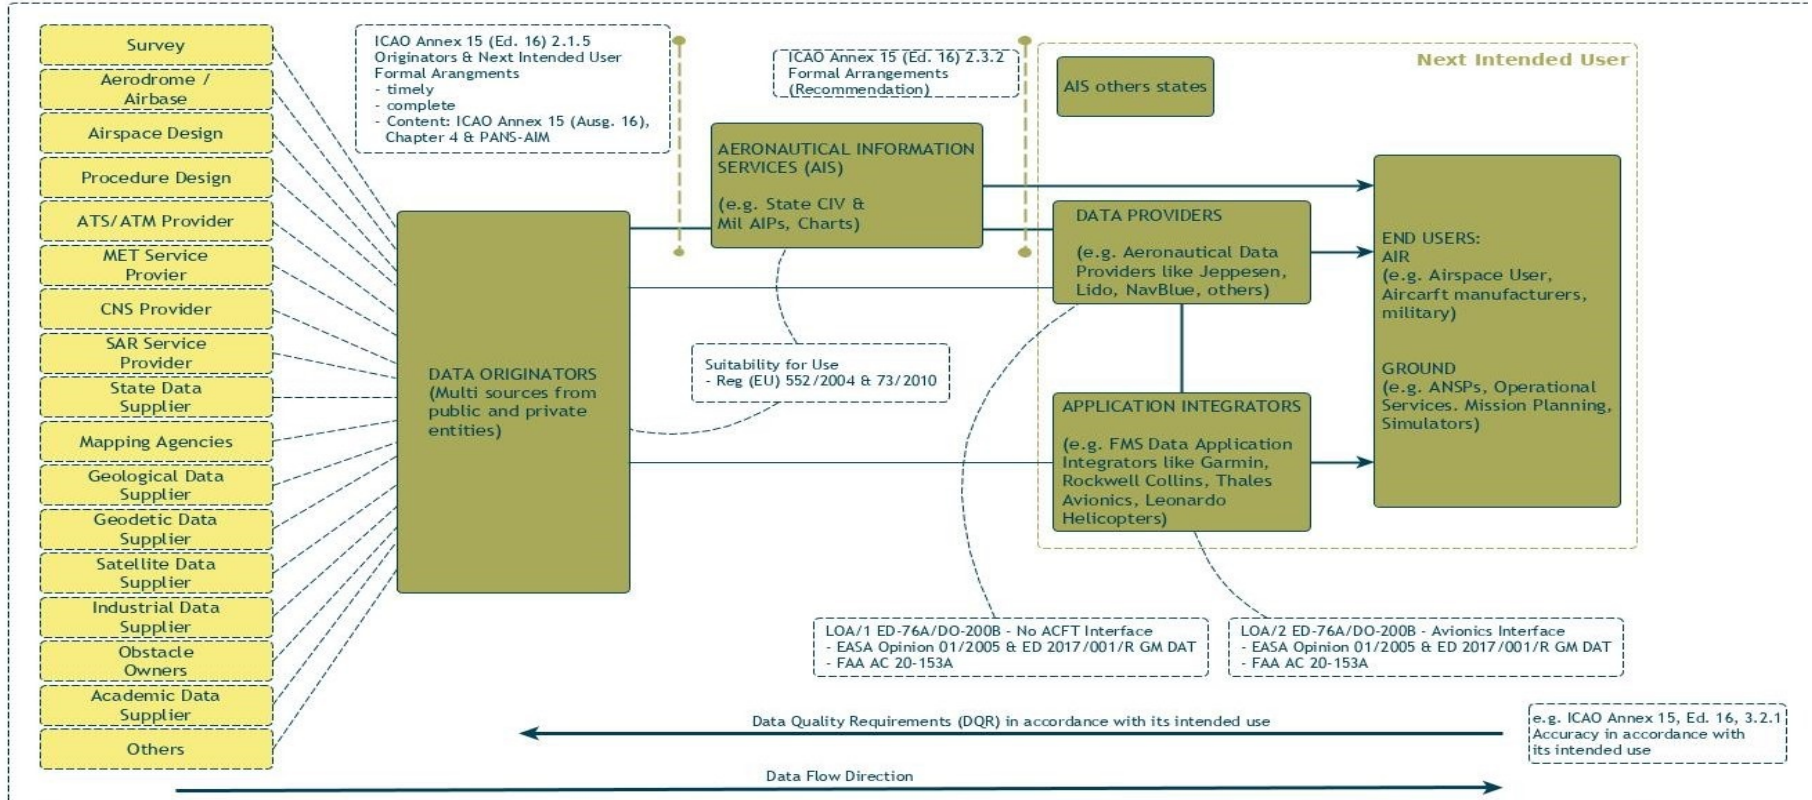 Survey
Aerodrome /
Airbase
Airspace Design
Procedure Design
ATS/ATM Provider
MET Service
Provier
CNS Provider
SAR Service
Provider
State Data
Supplier
Mapping Agencies
Geological Data
Supplier
Geodetic Data
Supplier
Satellite Data
Supplier
Industrial Data
Supplier
Obstacle
Owners
Academic Data
Supplier
Others
ICAO Annex 15 (Ed. 16) 2.1.5
Originators & Next Intended User
Formal Arangments
- timely
- complete
- Content: ICAO Annex 15 (Ausg. 16),
Chapter 4 & PANS-AIM
DATA ORIGINATORS
(Multi sources from
public and private
entities)
ICAO Annex 15 (Ed. 16) 2.3.2
Formal Arrangements
(Recommendation)
AERONAUTICAL INFORMATION
SERVICES (AIS)
(e.g. State CIV &
Mil AIPs, Charts)
Suitability for Use
- Reg (EU) 552/2004 & 73/2010
Next Intended User
AIS others states
DATA PROVIDERS
(e.g. Aeronautical Data
Providers like Jeppesen,
Lido, NavBlue, others)
APPLICATION INTEGRATORS
(e.g. FMS Data Application
Integrators like Garmin,
Rockwell Collins, Thales
Avionics, Leonardo
Helicopters)
END USERS:
AIR
(e.g. Airspace User,
Aircarft manufacturers,
military)
GROUND
(e.g. ANSPs, Operational
Services. Mission Planning,
Simulators)
LOA/1 ED-76A/DO-200B - No ACFT Interface
- EASA Opinion 01/2005 & ED 2017/001/R GM DAT
- FAA AC 20-153A
LOA/2 ED-76A/DO-200B - Avionics Interface
- EASA Opinion 01/2005 & ED 2017/001/R GM DAT
- FAA AC 20-153A
Data Quality Requirements (DQR) in accordance with its intended use
e.g. ICAO Annex 15, Ed. 16, 3.2.1
Accuracy in accordance with
its intended use
Data Flow Direction